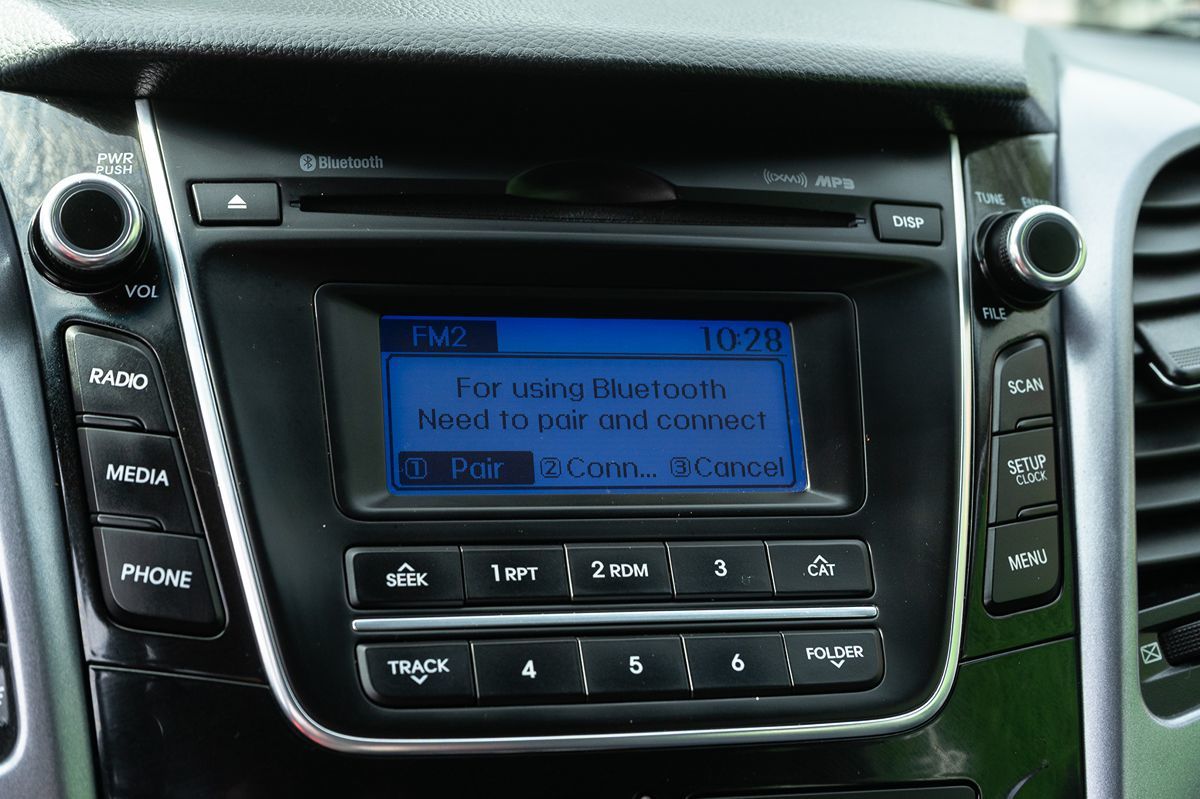 PWR
PUSH
Bluetooth
((XM)) MP3
DISP
TUNE
VOL
FILE
FM2 10:28
For using Bluetooth
Need to pair and connect
① Pair ②Conn... ③Cancel
RADIO
MEDIA
PHONE
SCAN
SETUP
CLOCK
MENU
SEEK 1 RPT 2 RDM 3 CAT
TRACK 4 5 6 FOLDER